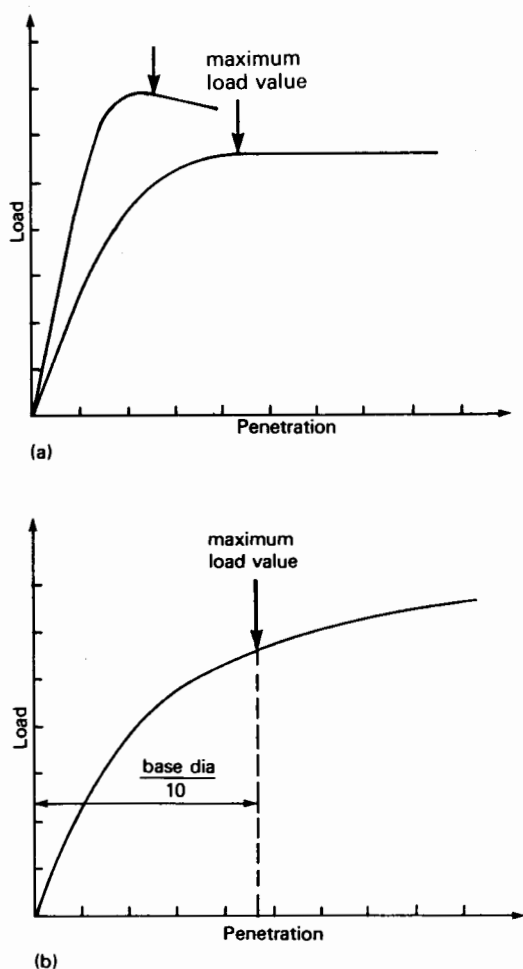 maximum
load value
Load
Penetration
(a)
maximum
load value
Load
base dia
10
Penetration
(b)